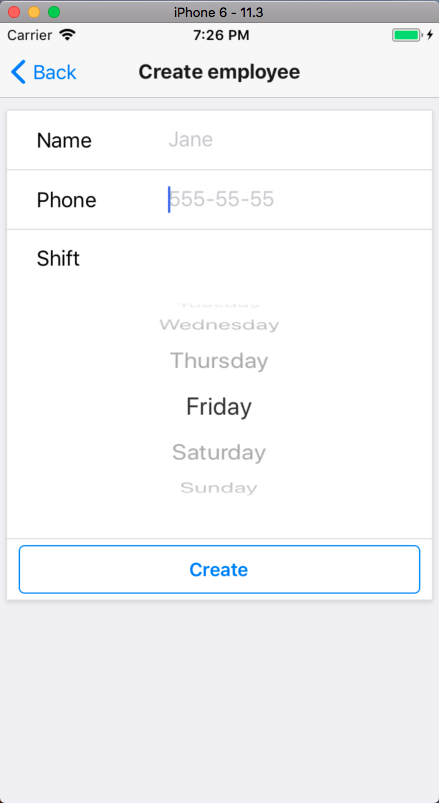 iPhone 6 - 11.3
Carrier 7:26 PM
Back Create employee
Name Jane
Phone 555-55-55
Shift
Tuesday
Wednesday
Thursday
Friday
Saturday
Sunday
Create